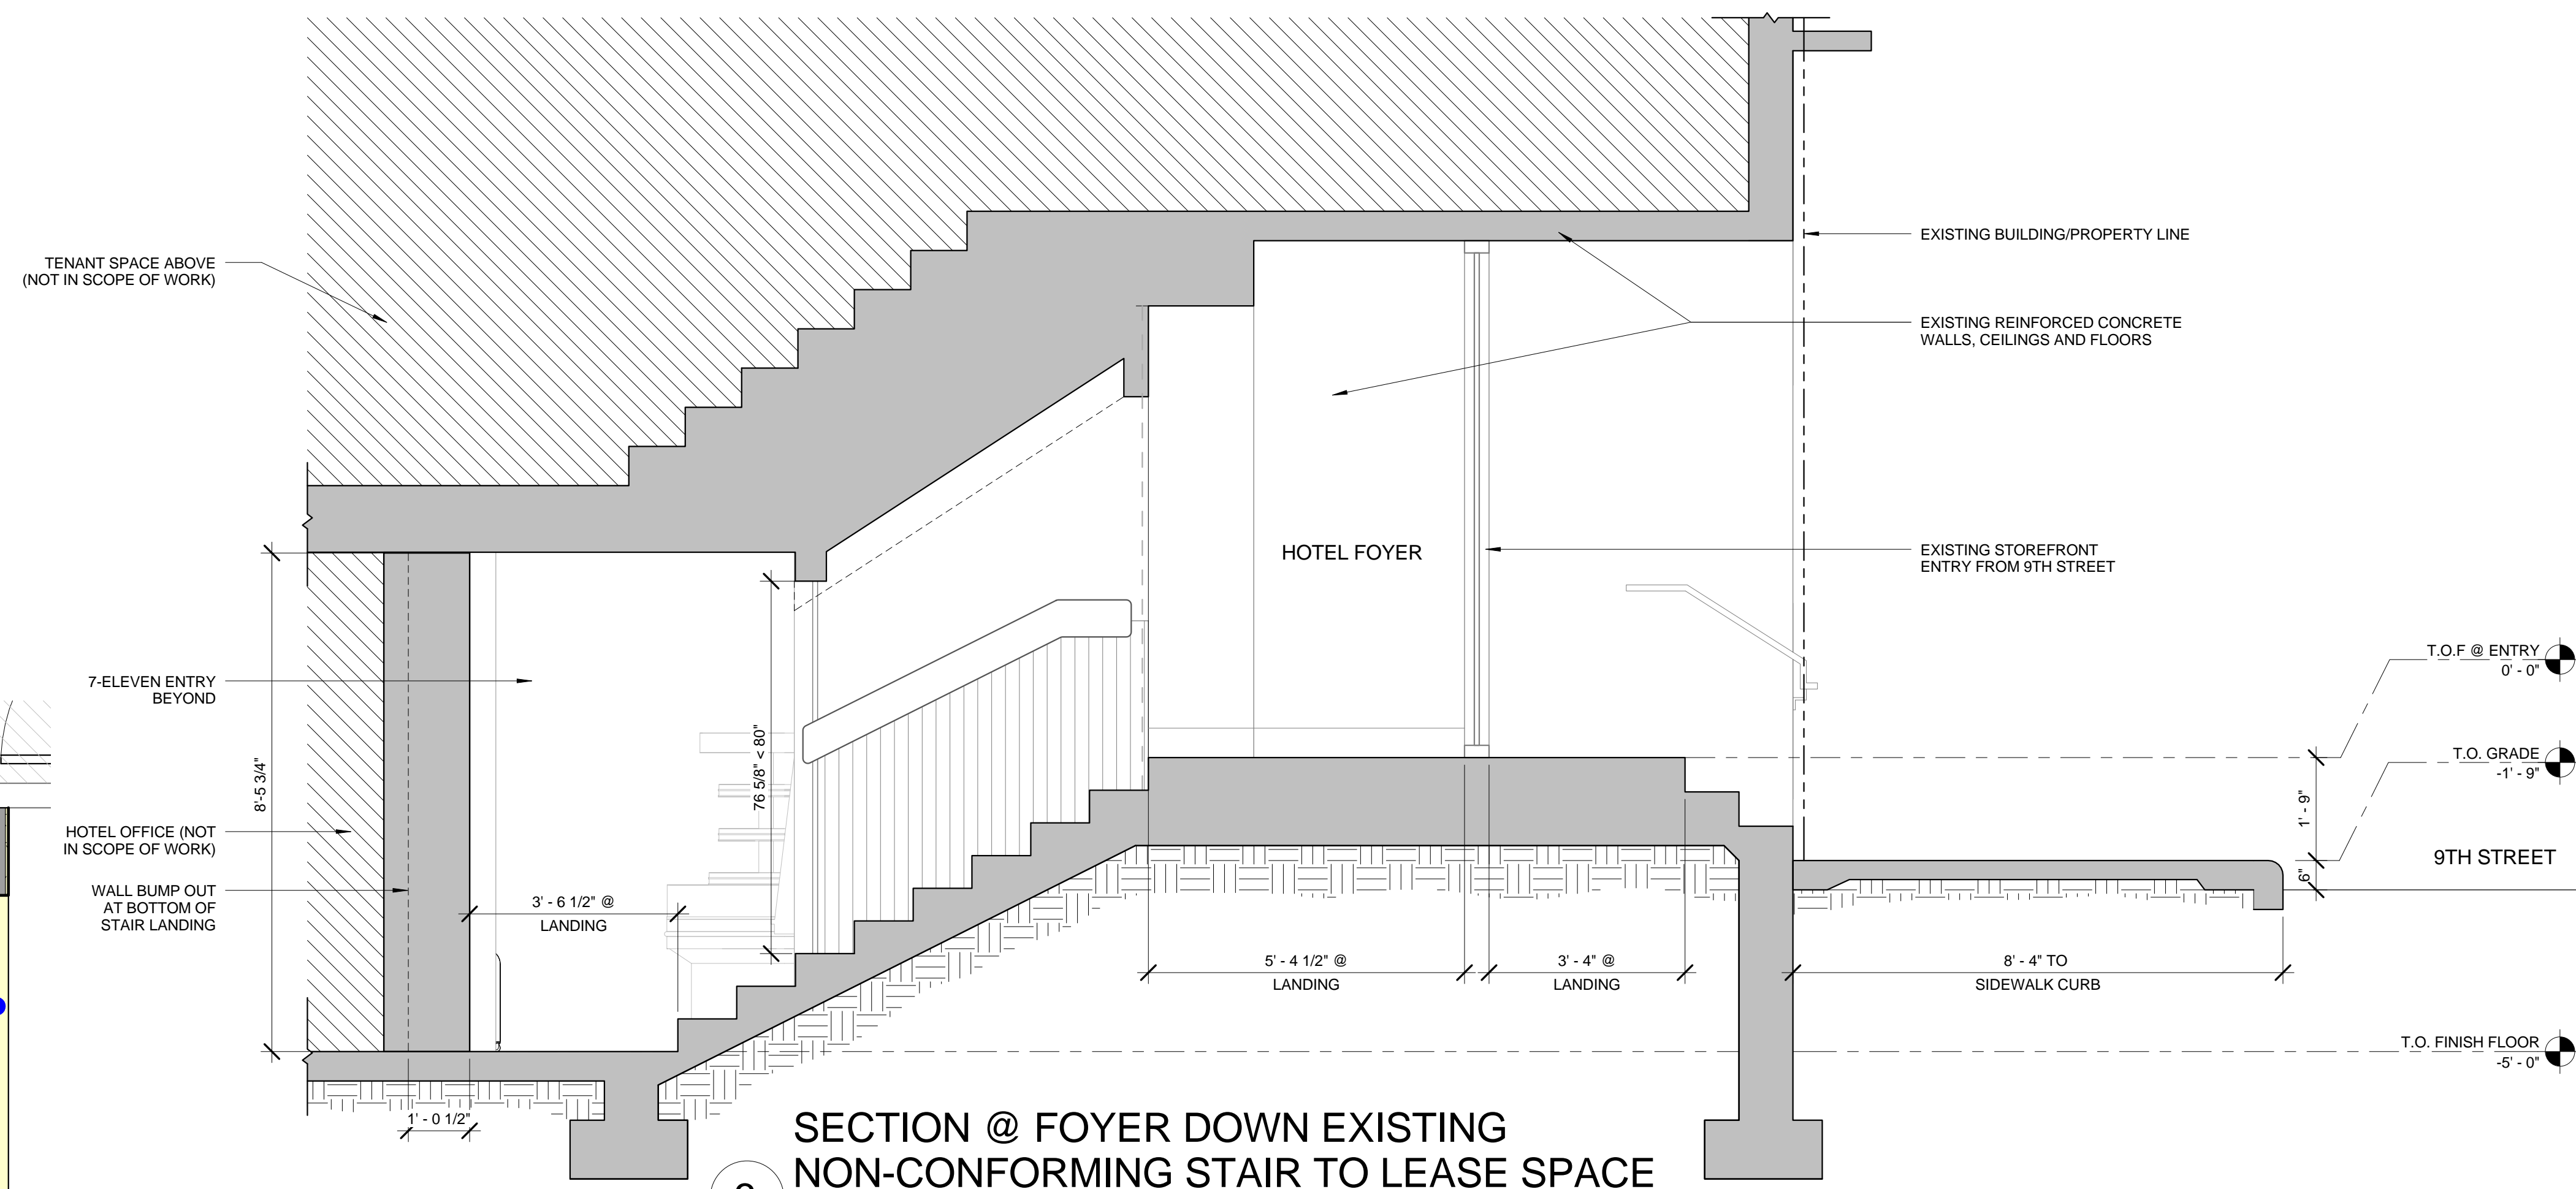 TENANT SPACE ABOVE
(NOT IN SCOPE OF WORK)
EXISTING BUILDING/PROPERTY LINE
EXISTING REINFORCED CONCRETE
WALLS, CEILINGS AND FLOORS
HOTEL FOYER
EXISTING STOREFRONT
ENTRY FROM 9TH STREET
7-ELEVEN ENTRY
BEYOND
8'-5 3/4"
76 5/8" < 80"
T.O.F @ ENTRY
0' - 0"
T.O. GRADE
-1' - 9"
1' - 9"
6"
9TH STREET
HOTEL OFFICE (NOT
IN SCOPE OF WORK)
WALL BUMP OUT
AT BOTTOM OF
STAIR LANDING
3' - 6 1/2" @
LANDING
5' - 4 1/2" @
LANDING
3' - 4" @
LANDING
8' - 4" TO
SIDEWALK CURB
T.O. FINISH FLOOR
-5' - 0"
1' - 0 1/2"
SECTION @ FOYER DOWN EXISTING
NON-CONFORMING STAIR TO LEASE SPACE